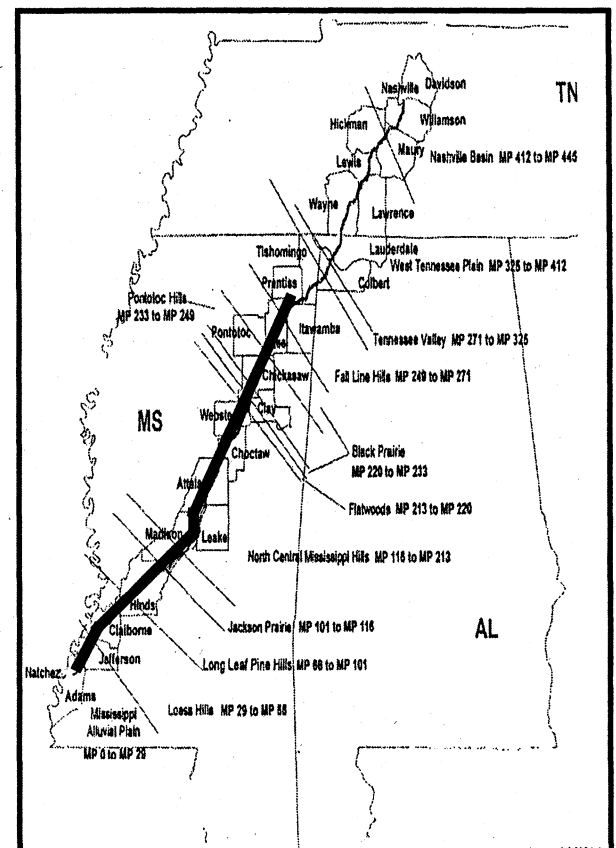 TN
Davidson
Nashville
Williamson
Hickman
Maury
Nashville Basin MP 412 to MP 445
Lewis
Wayne
Lawrence
Lauderdale
Tishomingo
West Tennessee Plain MP 325 to MP 412
Colbert
Prentiss
Pontotoc Hills
MP 233 to MP 249
Itawamba
Pontotoc
Tennessee Valley MP 271 to MP 325
Chickasaw
Fall Line Hills MP 249 to MP 271
MS
Webster
Clay
Choctaw
Black Prairie
MP 220 to MP 233
Attala
Flatwoods MP 213 to MP 220
Madison
Leake
North Central Mississippi Hills MP 116 to MP 213
Hinds
AL
Claiborne
Jackson Prairie MP 101 to MP 116
Jefferson
Long Leaf Pine Hills MP 66 to MP 101
Natchez
Adams
Mississippi
Alluvial Plain
Loess Hills MP 29 to MP 66
MP 0 to MP 29